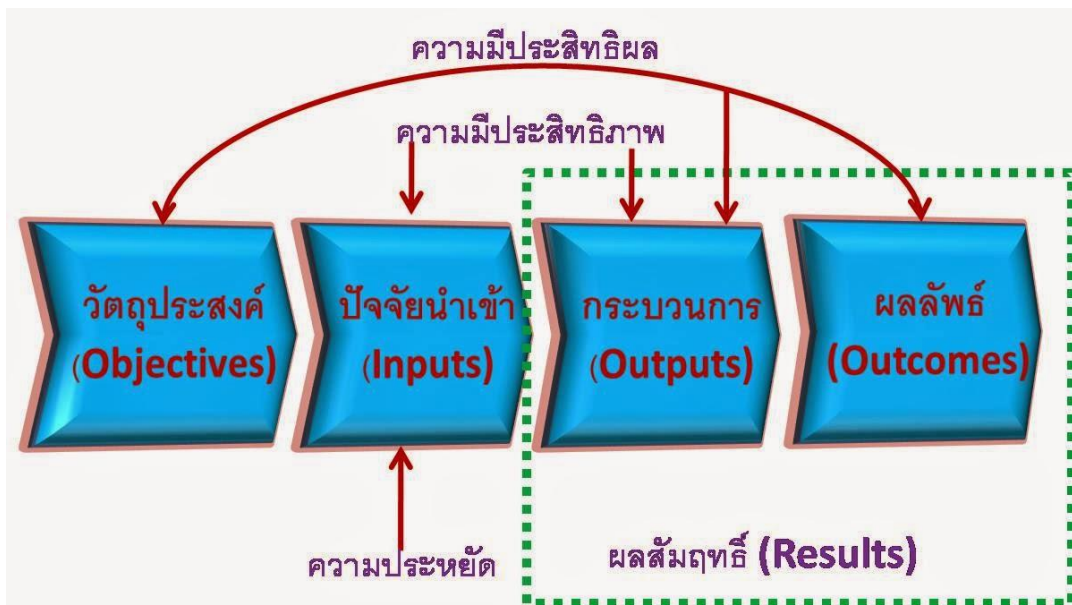 ความมีประสิทธิผล
ความมีประสิทธิภาพ
วัตถุประสงค์
(Objectives)
ปัจจัยนำเข้า
(Inputs)
กระบวนการ
(Outputs)
ผลลัพธ์
(Outcomes)
ความประหยัด
ผลสัมฤทธิ์ (Results)